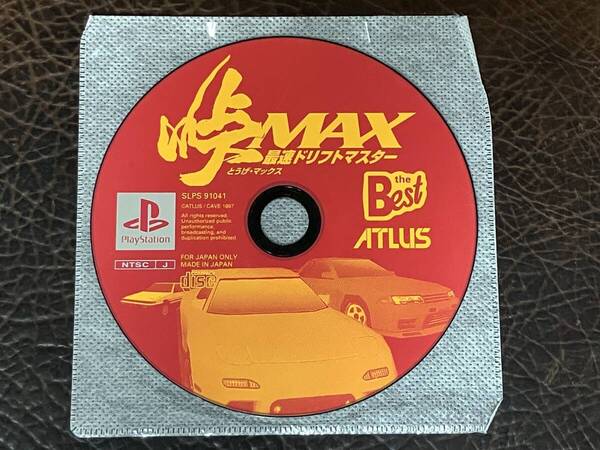 峠MAX
最速ドリフトマスター
とうげ・マックス
the
Best
ATLUS
SLPS 91041
©ATLUS / CAVE 1997
All rights reserved.
Unauthorized public
performance,
broadcasting, and
duplication prohibited.
PlayStation
NTSC J
FOR JAPAN ONLY
MADE IN JAPAN
COMPACT
disc